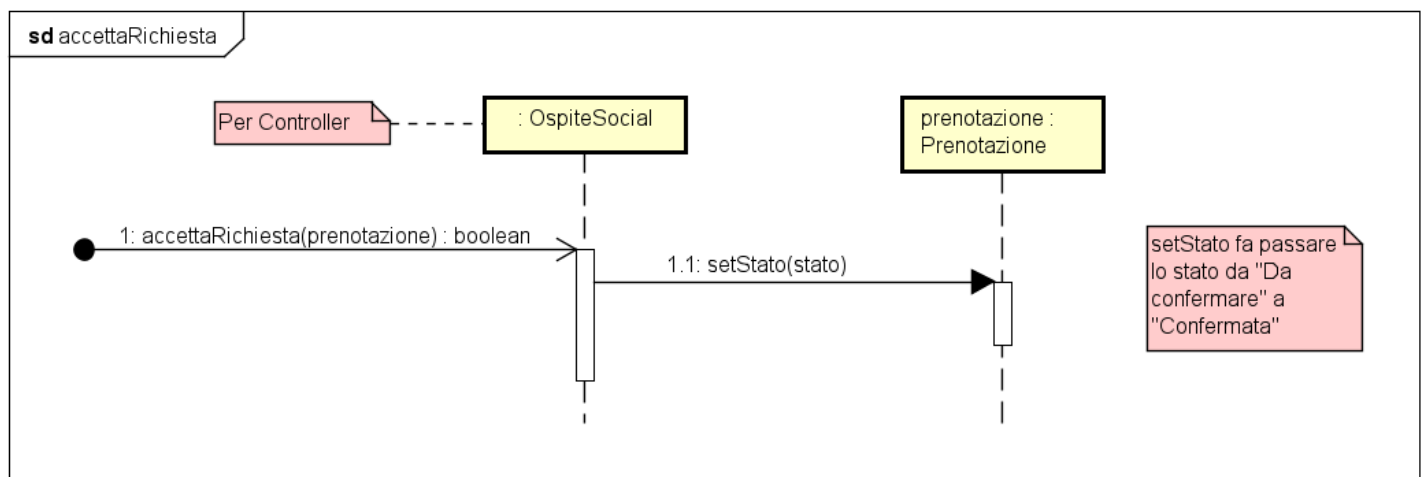 sd accettaRichiesta
Per Controller
: OspiteSocial
prenotazione :
Prenotazione
1: accettaRichiesta(prenotazione) : boolean
1.1: setStato(stato)
setStato fa passare
lo stato da "Da
confermare" a
"Confermata"